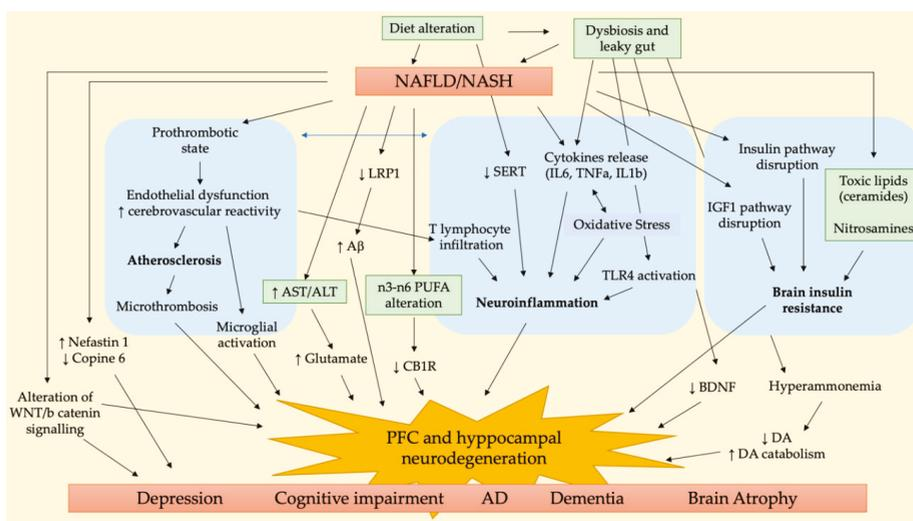 Diet alteration
Dysbiosis and
leaky gut
NAFLD/NASH
Prothrombotic
state
Endothelial dysfunction
↑ cerebrovascular reactivity
Atherosclerosis
Microthrombosis
Microglial
activation
↓ LRP1
↑ Aβ
↑ AST/ALT
↑ Glutamate
n3-n6 PUFA
alteration
↓ CB1R
↓ SERT
Cytokines release
(IL6, TNFa, IL1b)
Oxidative Stress
T lymphocyte
infiltration
TLR4 activation
Neuroinflammation
Insulin pathway
disruption
IGF1 pathway
disruption
Toxic lipids
(ceramides)
Nitrosamines
Brain insulin
resistance
↑ Nefastin 1
↓ Copine 6
Alteration of
WNT/b catenin
signalling
↓ BDNF
Hyperammonemia
↓ DA
↑ DA catabolism
PFC and hyppocampal
neurodegeneration
Depression Cognitive impairment AD Dementia Brain Atrophy